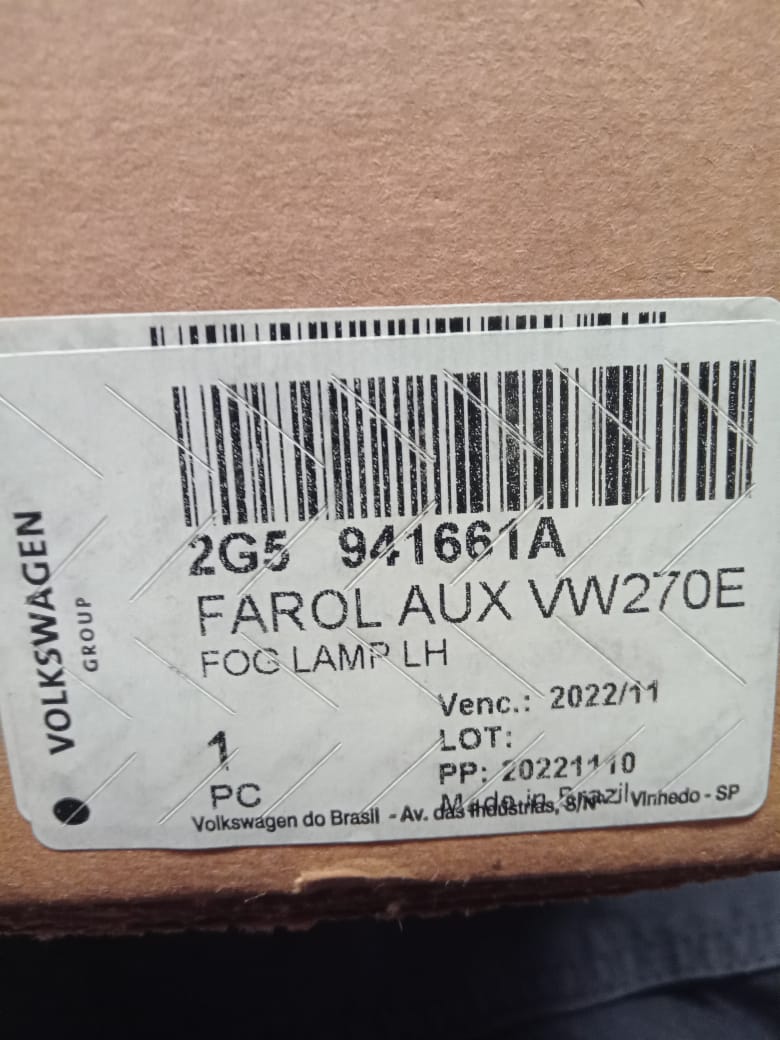 VOLKSWAGEN
GROUP
2G5 941661A
FAROL AUX VW270E
FOG LAMP LH
1
PC
Venc.: 2022/11
LOT:
PP: 20221110
Made in Brazil
Volkswagen do Brasil - Av. das Industrias, S/Nº Vinhedo - SP